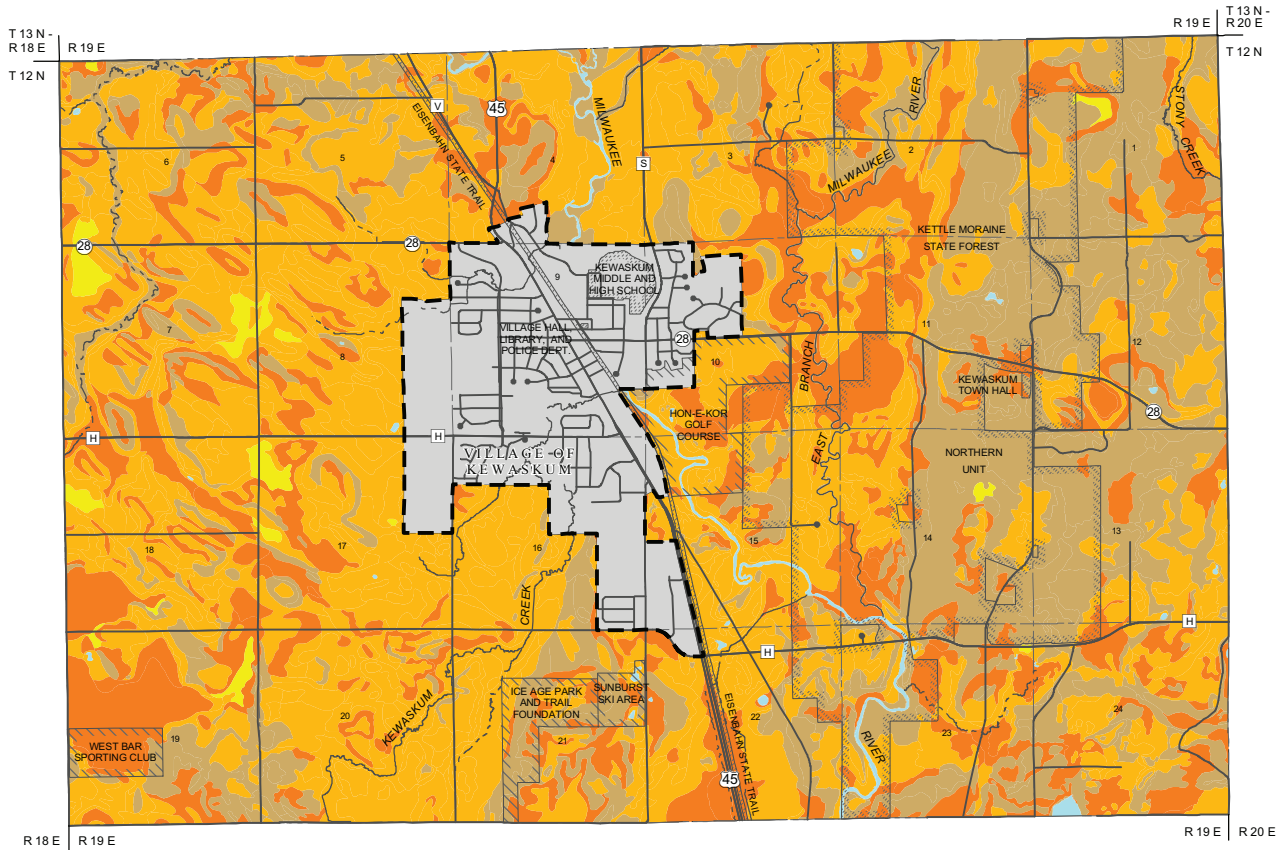 T 13 N -
R 18 E
R 19 E
T 12 N
T 13 N -
R 19 E
R 20 E
T 12 N
V
45
EISENBAHN STATE TRAIL
MILWAUKEE
S
MILWAUKEE
RIVER
STONY CREEK
6
5
4
3
2
1
28
28
KETTLE MORAINE
STATE FOREST
9
KEWASKUM
MIDDLE AND
HIGH SCHOOL
7
8
VILLAGE HALL,
LIBRARY, AND
POLICE DEPT.
28
10
11
12
BRANCH
KEWASKUM
TOWN HALL
28
HON-E-KOR
GOLF
COURSE
H
H
VILLAGE OF
KEWASKUM
EAST
NORTHERN
UNIT
18
17
16
15
14
13
CREEK
H
H
KEWASKUM
ICE AGE PARK
AND TRAIL
FOUNDATION
SUNBURST
SKI AREA
EISENBAHN STATE TRAIL
22
RIVER
23
24
20
19
21
WEST BAR
SPORTING CLUB
45
R 18 E
R 19 E
R 19 E
R 20 E